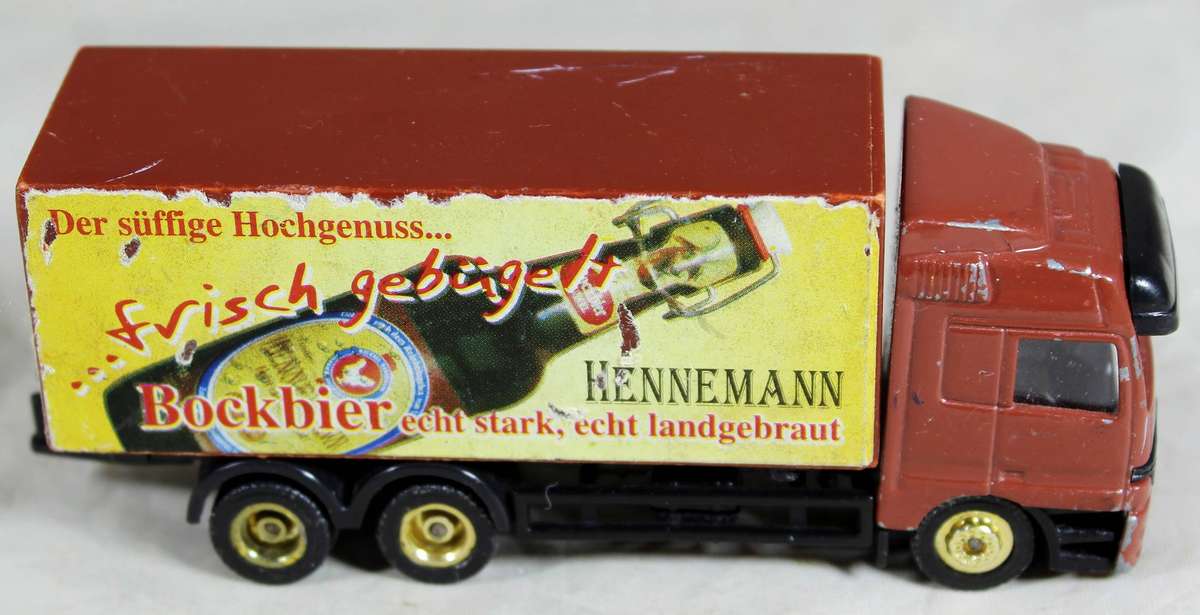 Der süffige Hochgenuss...
...frisch gebügelt
HENNEMANN
Bockbier echt stark, echt landgebraut